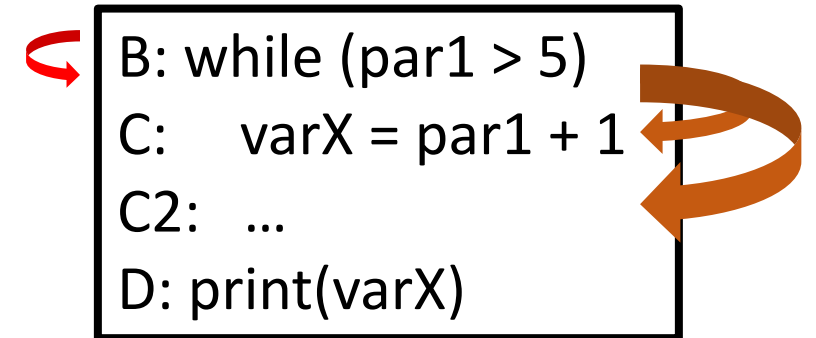 B: while (par1 > 5)
C:    varX = par1 + 1
C2:   ...
D: print(varX)